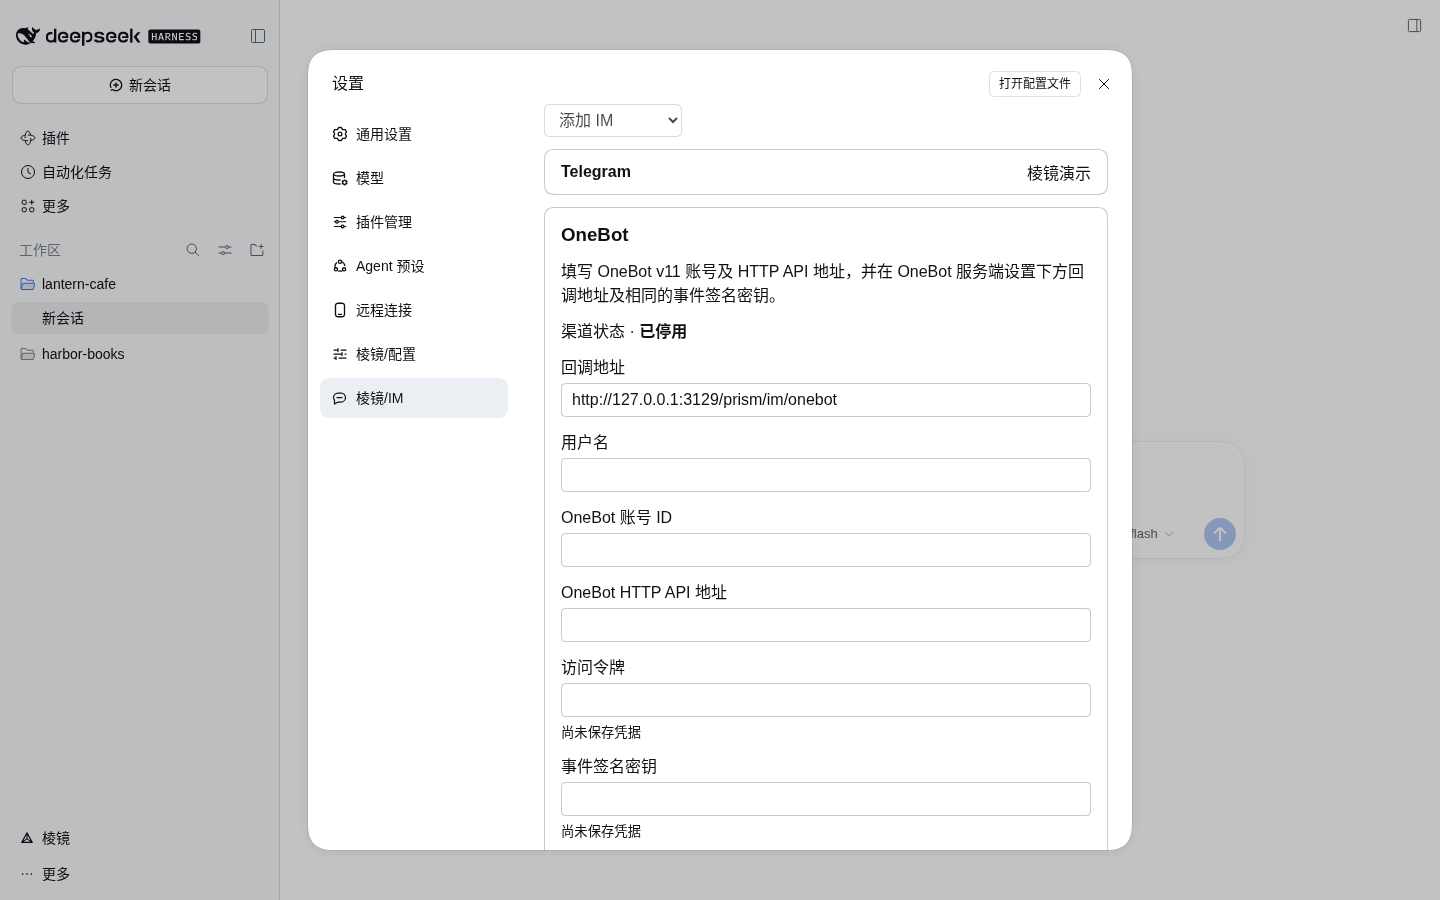 deepseek HARNESS
新会话
插件
自动化任务
更多
工作区
lantern-cafe
新会话
harbor-books
棱镜
更多
设置
打开配置文件
通用设置
模型
插件管理
Agent 预设
远程连接
棱镜/配置
棱镜/IM
添加 IM
Telegram
棱镜演示
OneBot
填写 OneBot v11 账号及 HTTP API 地址，并在 OneBot 服务端设置下方回
调地址及相同的事件签名密钥。
渠道状态 · 已停用
回调地址
http://127.0.0.1:3129/prism/im/onebot
用户名
OneBot 账号 ID
OneBot HTTP API 地址
访问令牌
尚未保存凭据
事件签名密钥
尚未保存凭据
flash